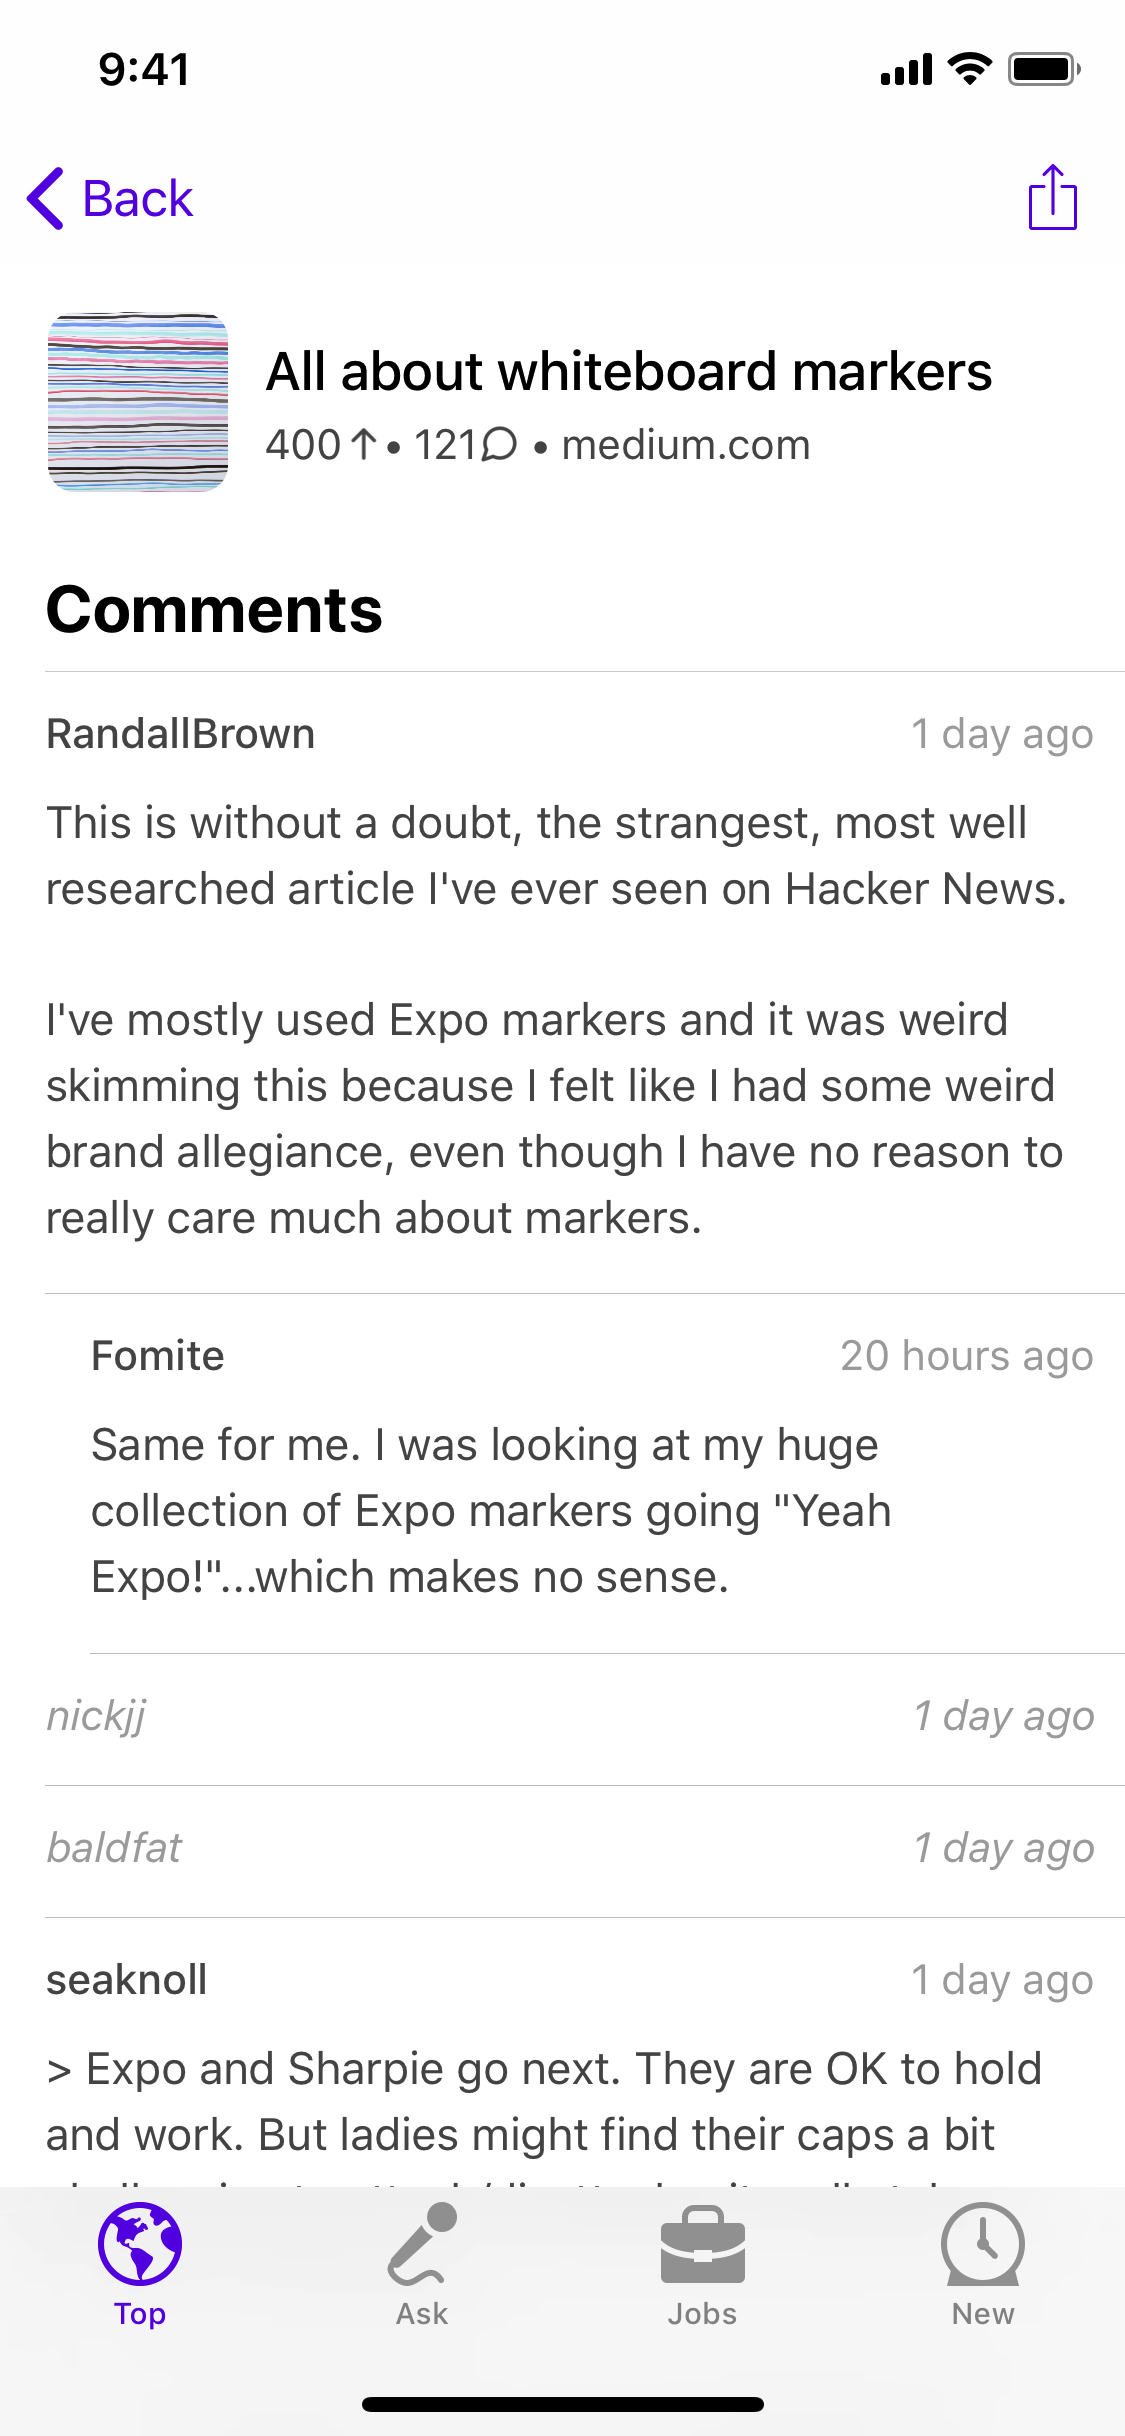 9:41
Back
All about whiteboard markers
400 • 121 • medium.com
Comments
RandallBrown 1 day ago
This is without a doubt, the strangest, most well
researched article I've ever seen on Hacker News.
I've mostly used Expo markers and it was weird
skimming this because I felt like I had some weird
brand allegiance, even though I have no reason to
really care much about markers.
Fomite 20 hours ago
Same for me. I was looking at my huge
collection of Expo markers going "Yeah
Expo!"...which makes no sense.
nickjj 1 day ago
baldfat 1 day ago
seaknoll 1 day ago
> Expo and Sharpie go next. They are OK to hold
and work. But ladies might find their caps a bit
Top Ask Jobs New